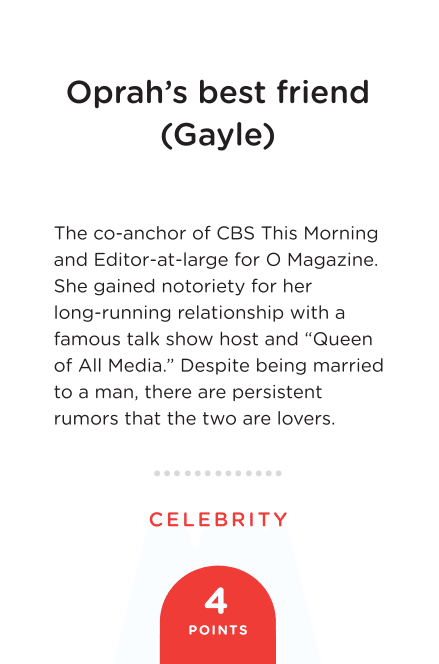 Oprah’s best friend
(Gayle)
The co-anchor of CBS This Morning
and Editor-at-large for O Magazine.
She gained notoriety for her
long-running relationship with a
famous talk show host and “Queen
of All Media.” Despite being married
to a man, there are persistent
rumors that the two are lovers.
CELEBRITY
4
POINTS